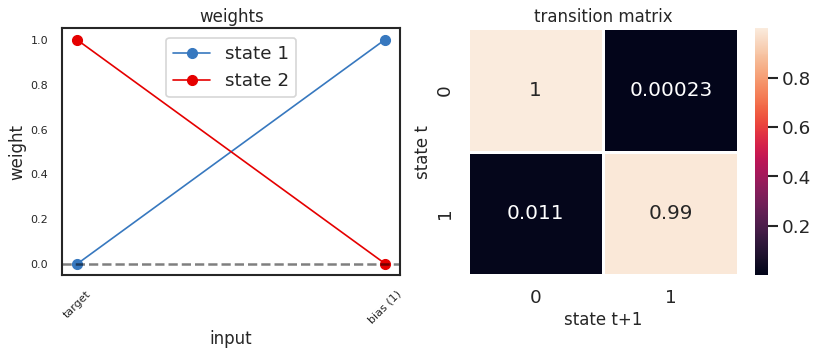 weights
weight
1.0
0.8
0.6
0.4
0.2
0.0
state 1
state 2
target
bias (1)
input
transition matrix
state t
0
1
1
0.00023
0.011
0.99
0
1
state t+1
0.8
0.6
0.4
0.2